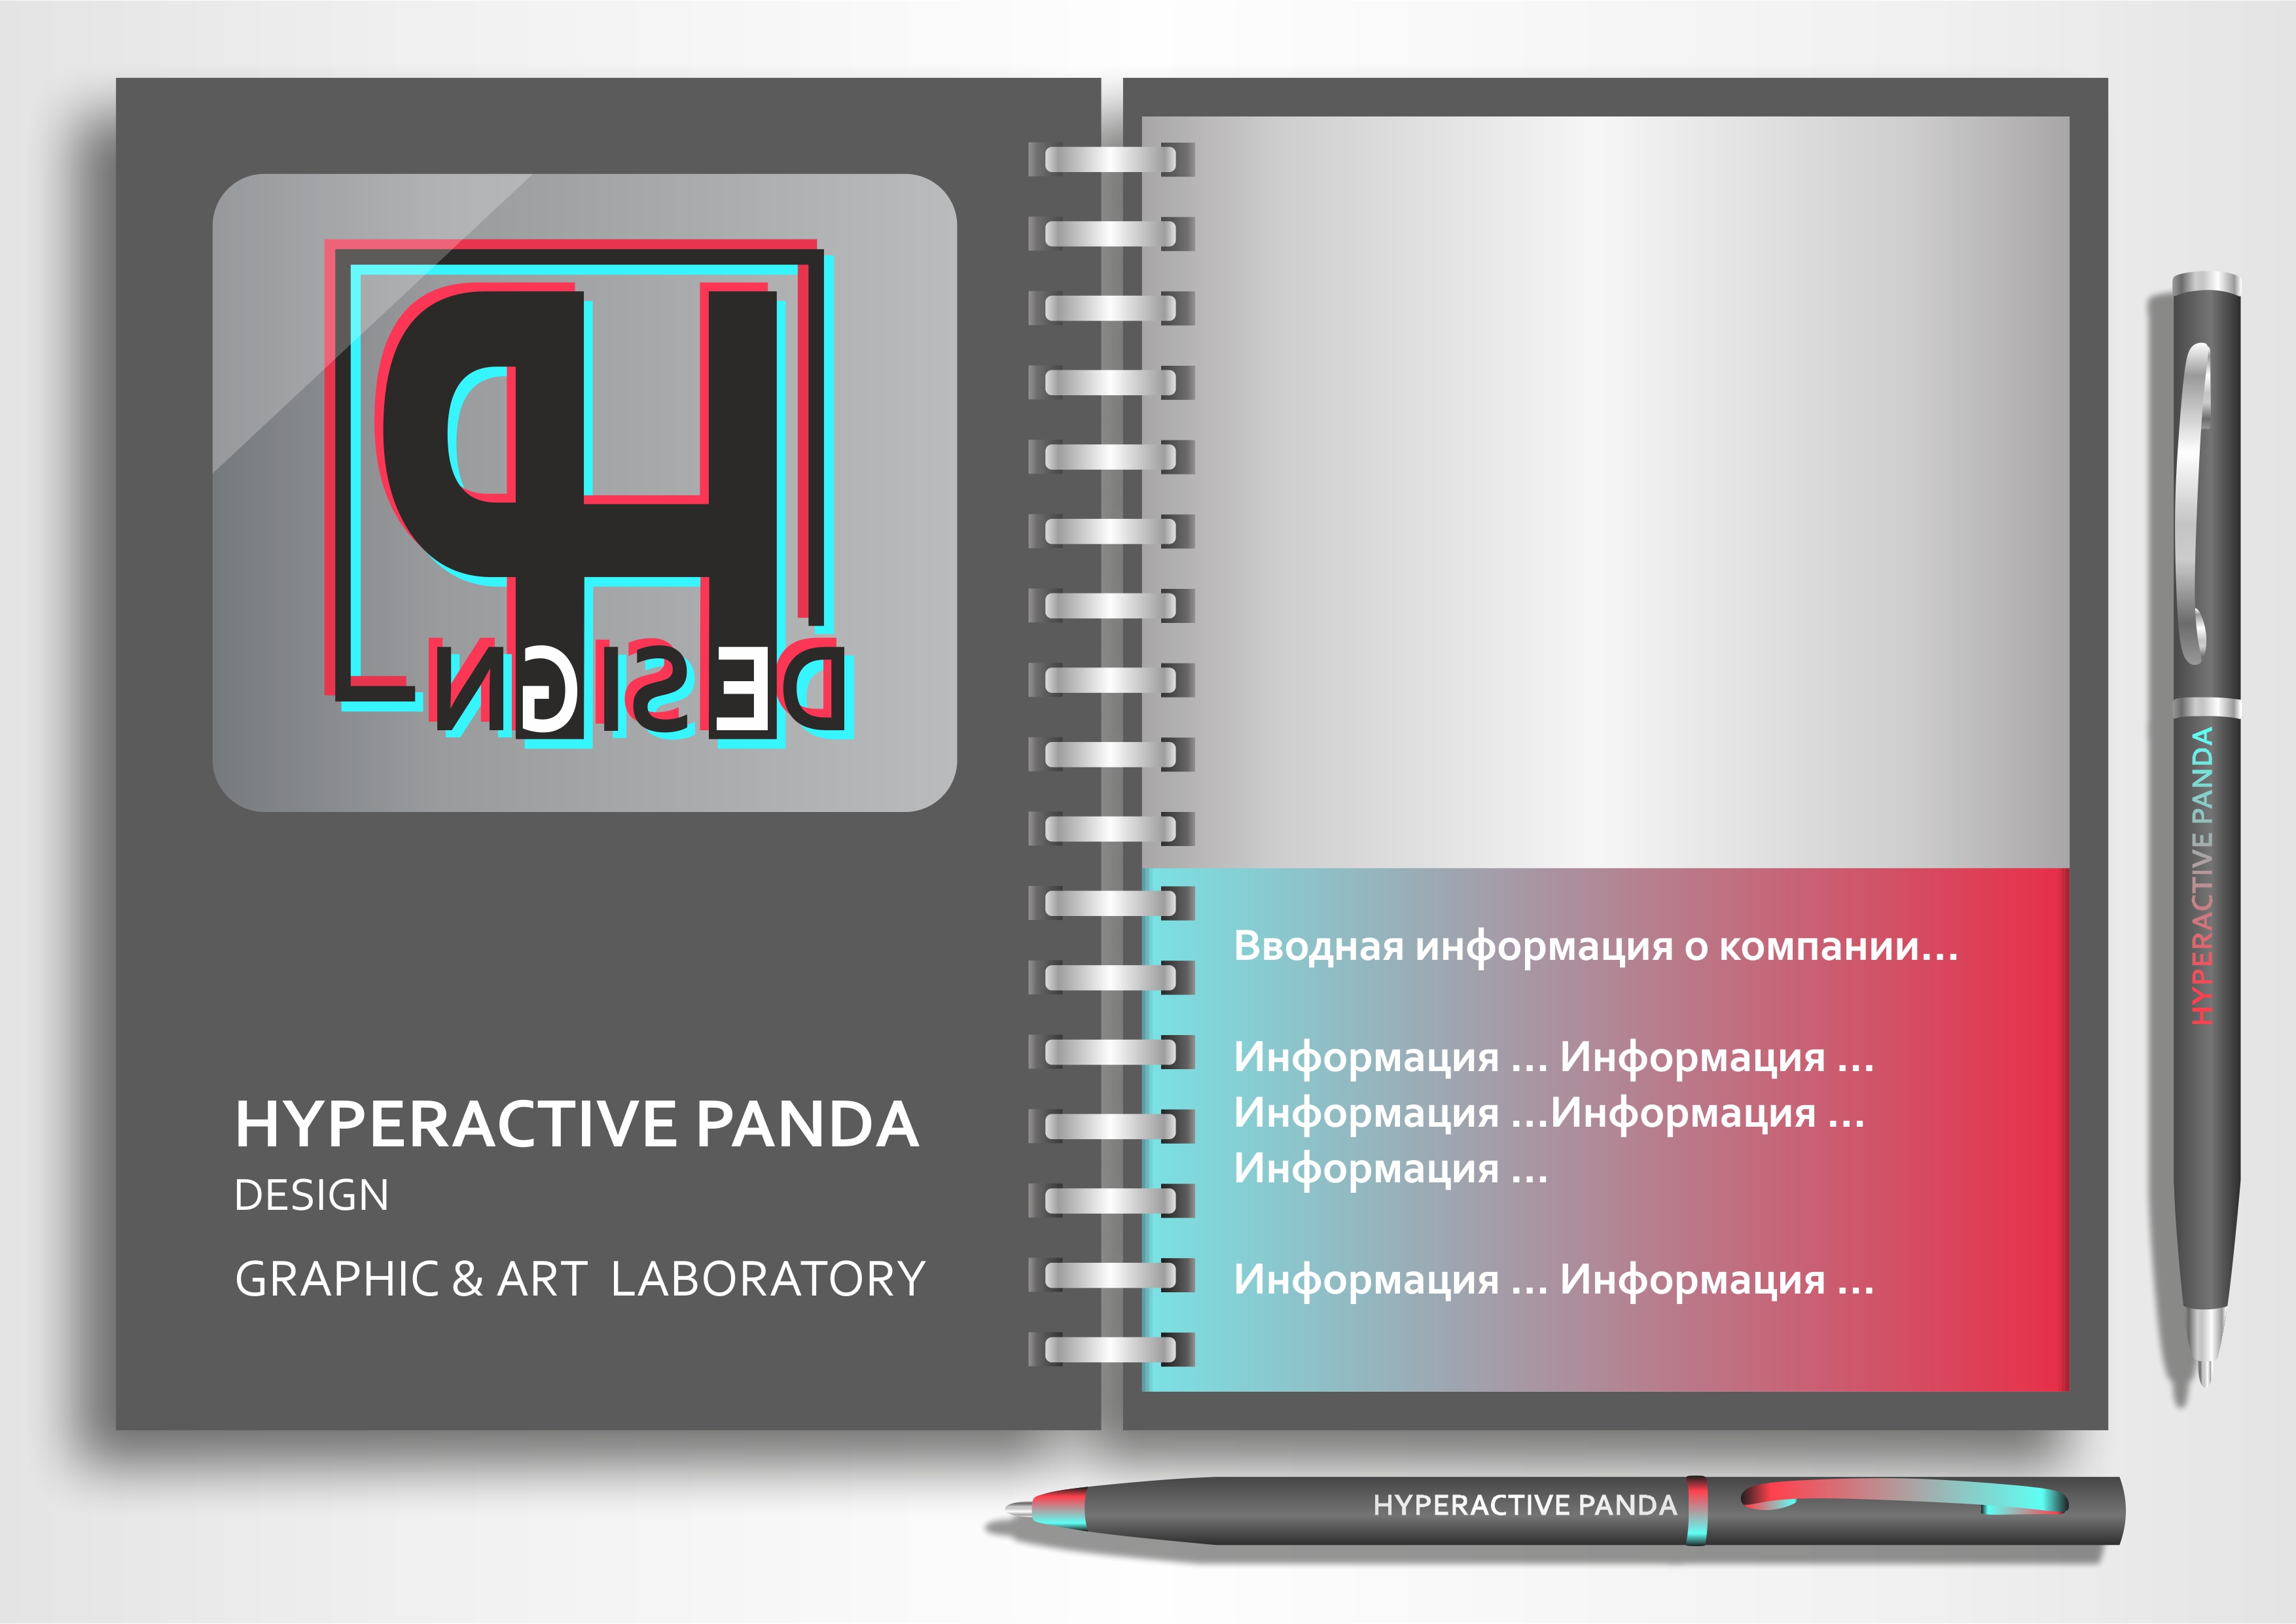 HP
DESIGN
HYPERACTIVE PANDA
DESIGN
GRAPHIC & ART LABORATORY
Вводная информация о компании...
Информация ... Информация ...
Информация ...Информация ...
Информация ...
Информация ... Информация ...
HYPERACTIVE PANDA
HYPERACTIVE PANDA